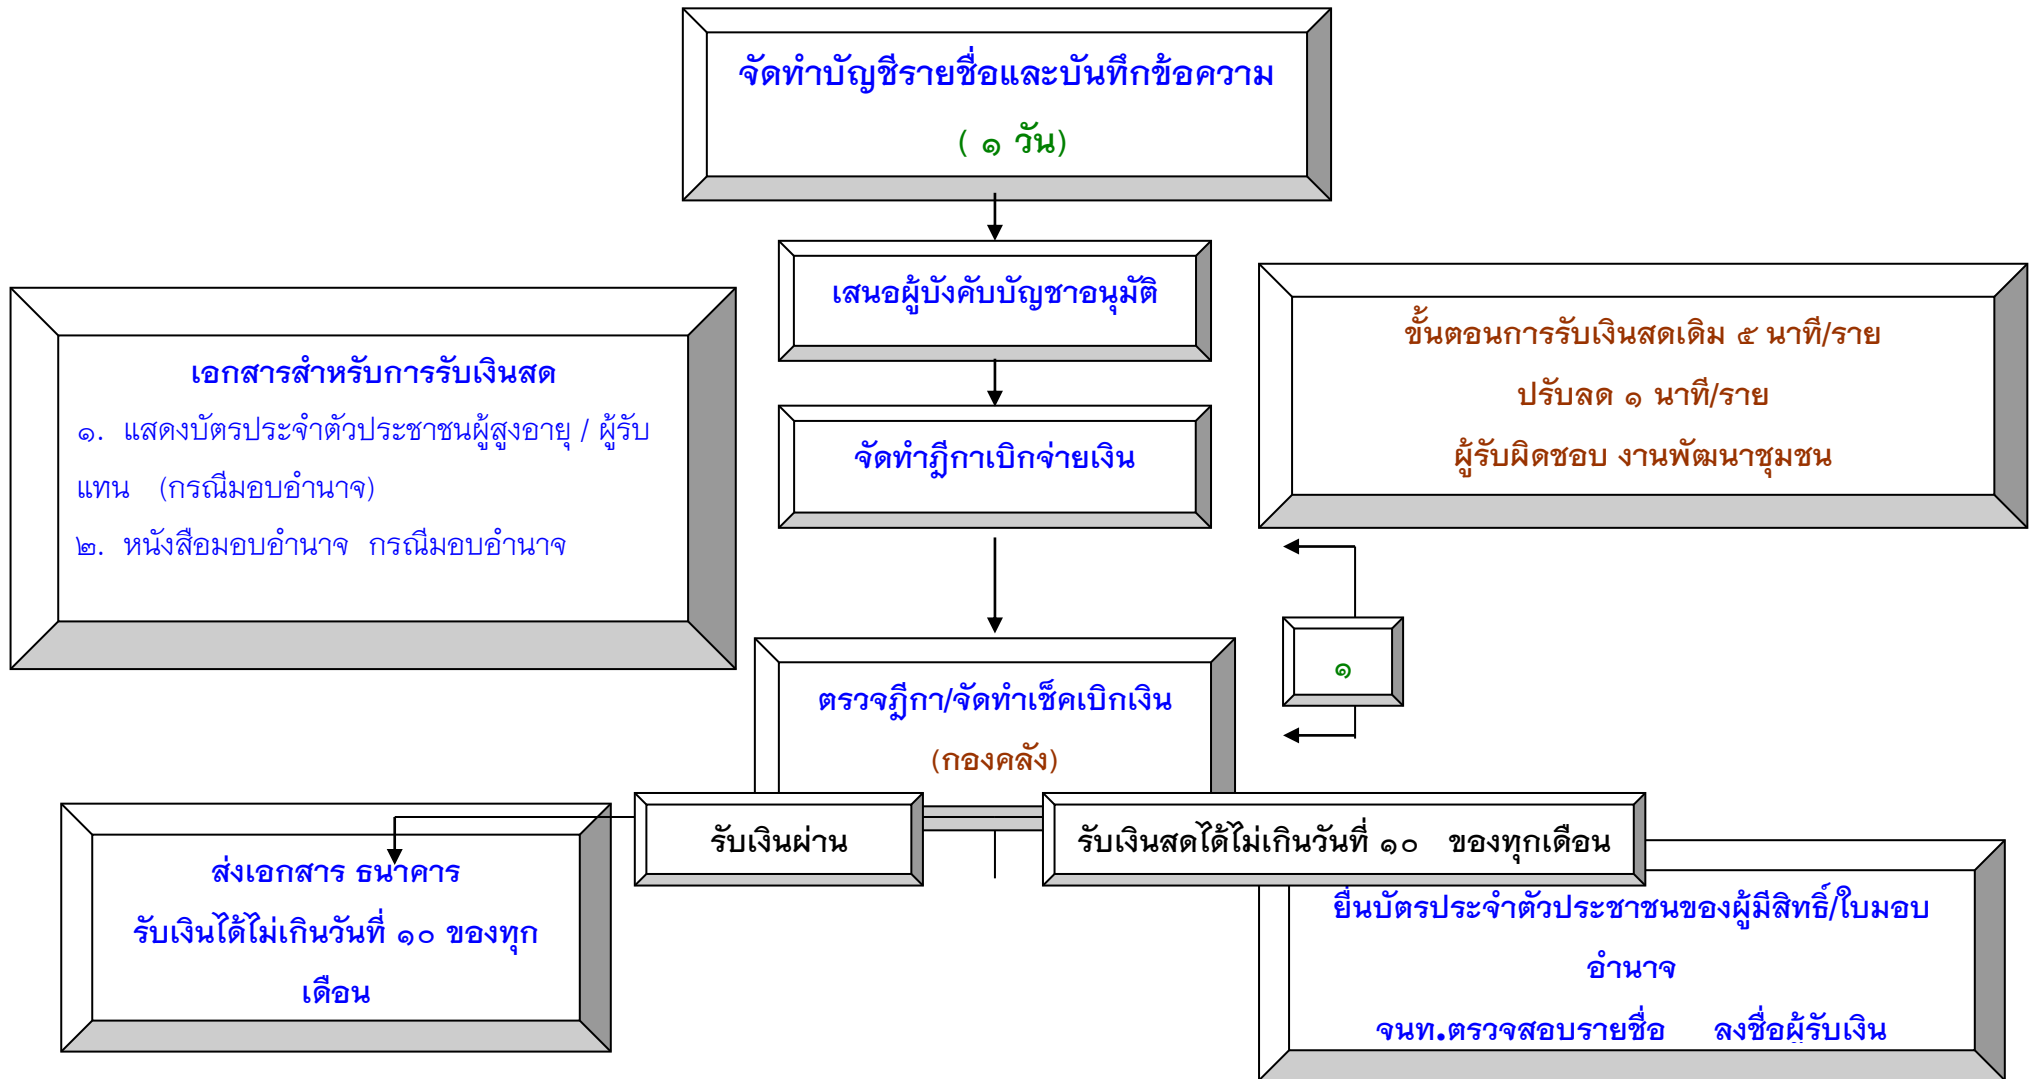 จัดทำบัญชีรายชื่อและบันทึกข้อความ
( ๑ วัน)
เสนอผู้บังคับบัญชาอนุมัติ
เอกสารสำหรับการรับเงินสด
๑. แสดงบัตรประจำตัวประชาชนผู้สูงอายุ / ผู้รับ
แทน (กรณีมอบอำนาจ)
๒. หนังสือมอบอำนาจ กรณีมอบอำนาจ
ขั้นตอนการรับเงินสดเดิม ๕ นาที/ราย
ปรับลด ๑ นาที/ราย
ผู้รับผิดชอบ งานพัฒนาชุมชน
จัดทำฎีกาเบิกจ่ายเงิน
๑
ตรวจฎีกา/จัดทำเช็คเบิกเงิน
(กองคลัง)
รับเงินผ่าน
รับเงินสดได้ไม่เกินวันที่ ๑๐ ของทุกเดือน
ส่งเอกสาร ธนาคาร
รับเงินได้ไม่เกินวันที่ ๑๐ ของทุก
เดือน
ยื่นบัตรประจำตัวประชาชนของผู้มีสิทธิ์/ใบมอบ
อำนาจ
จนท.ตรวจสอบรายชื่อ ลงชื่อผู้รับเงิน